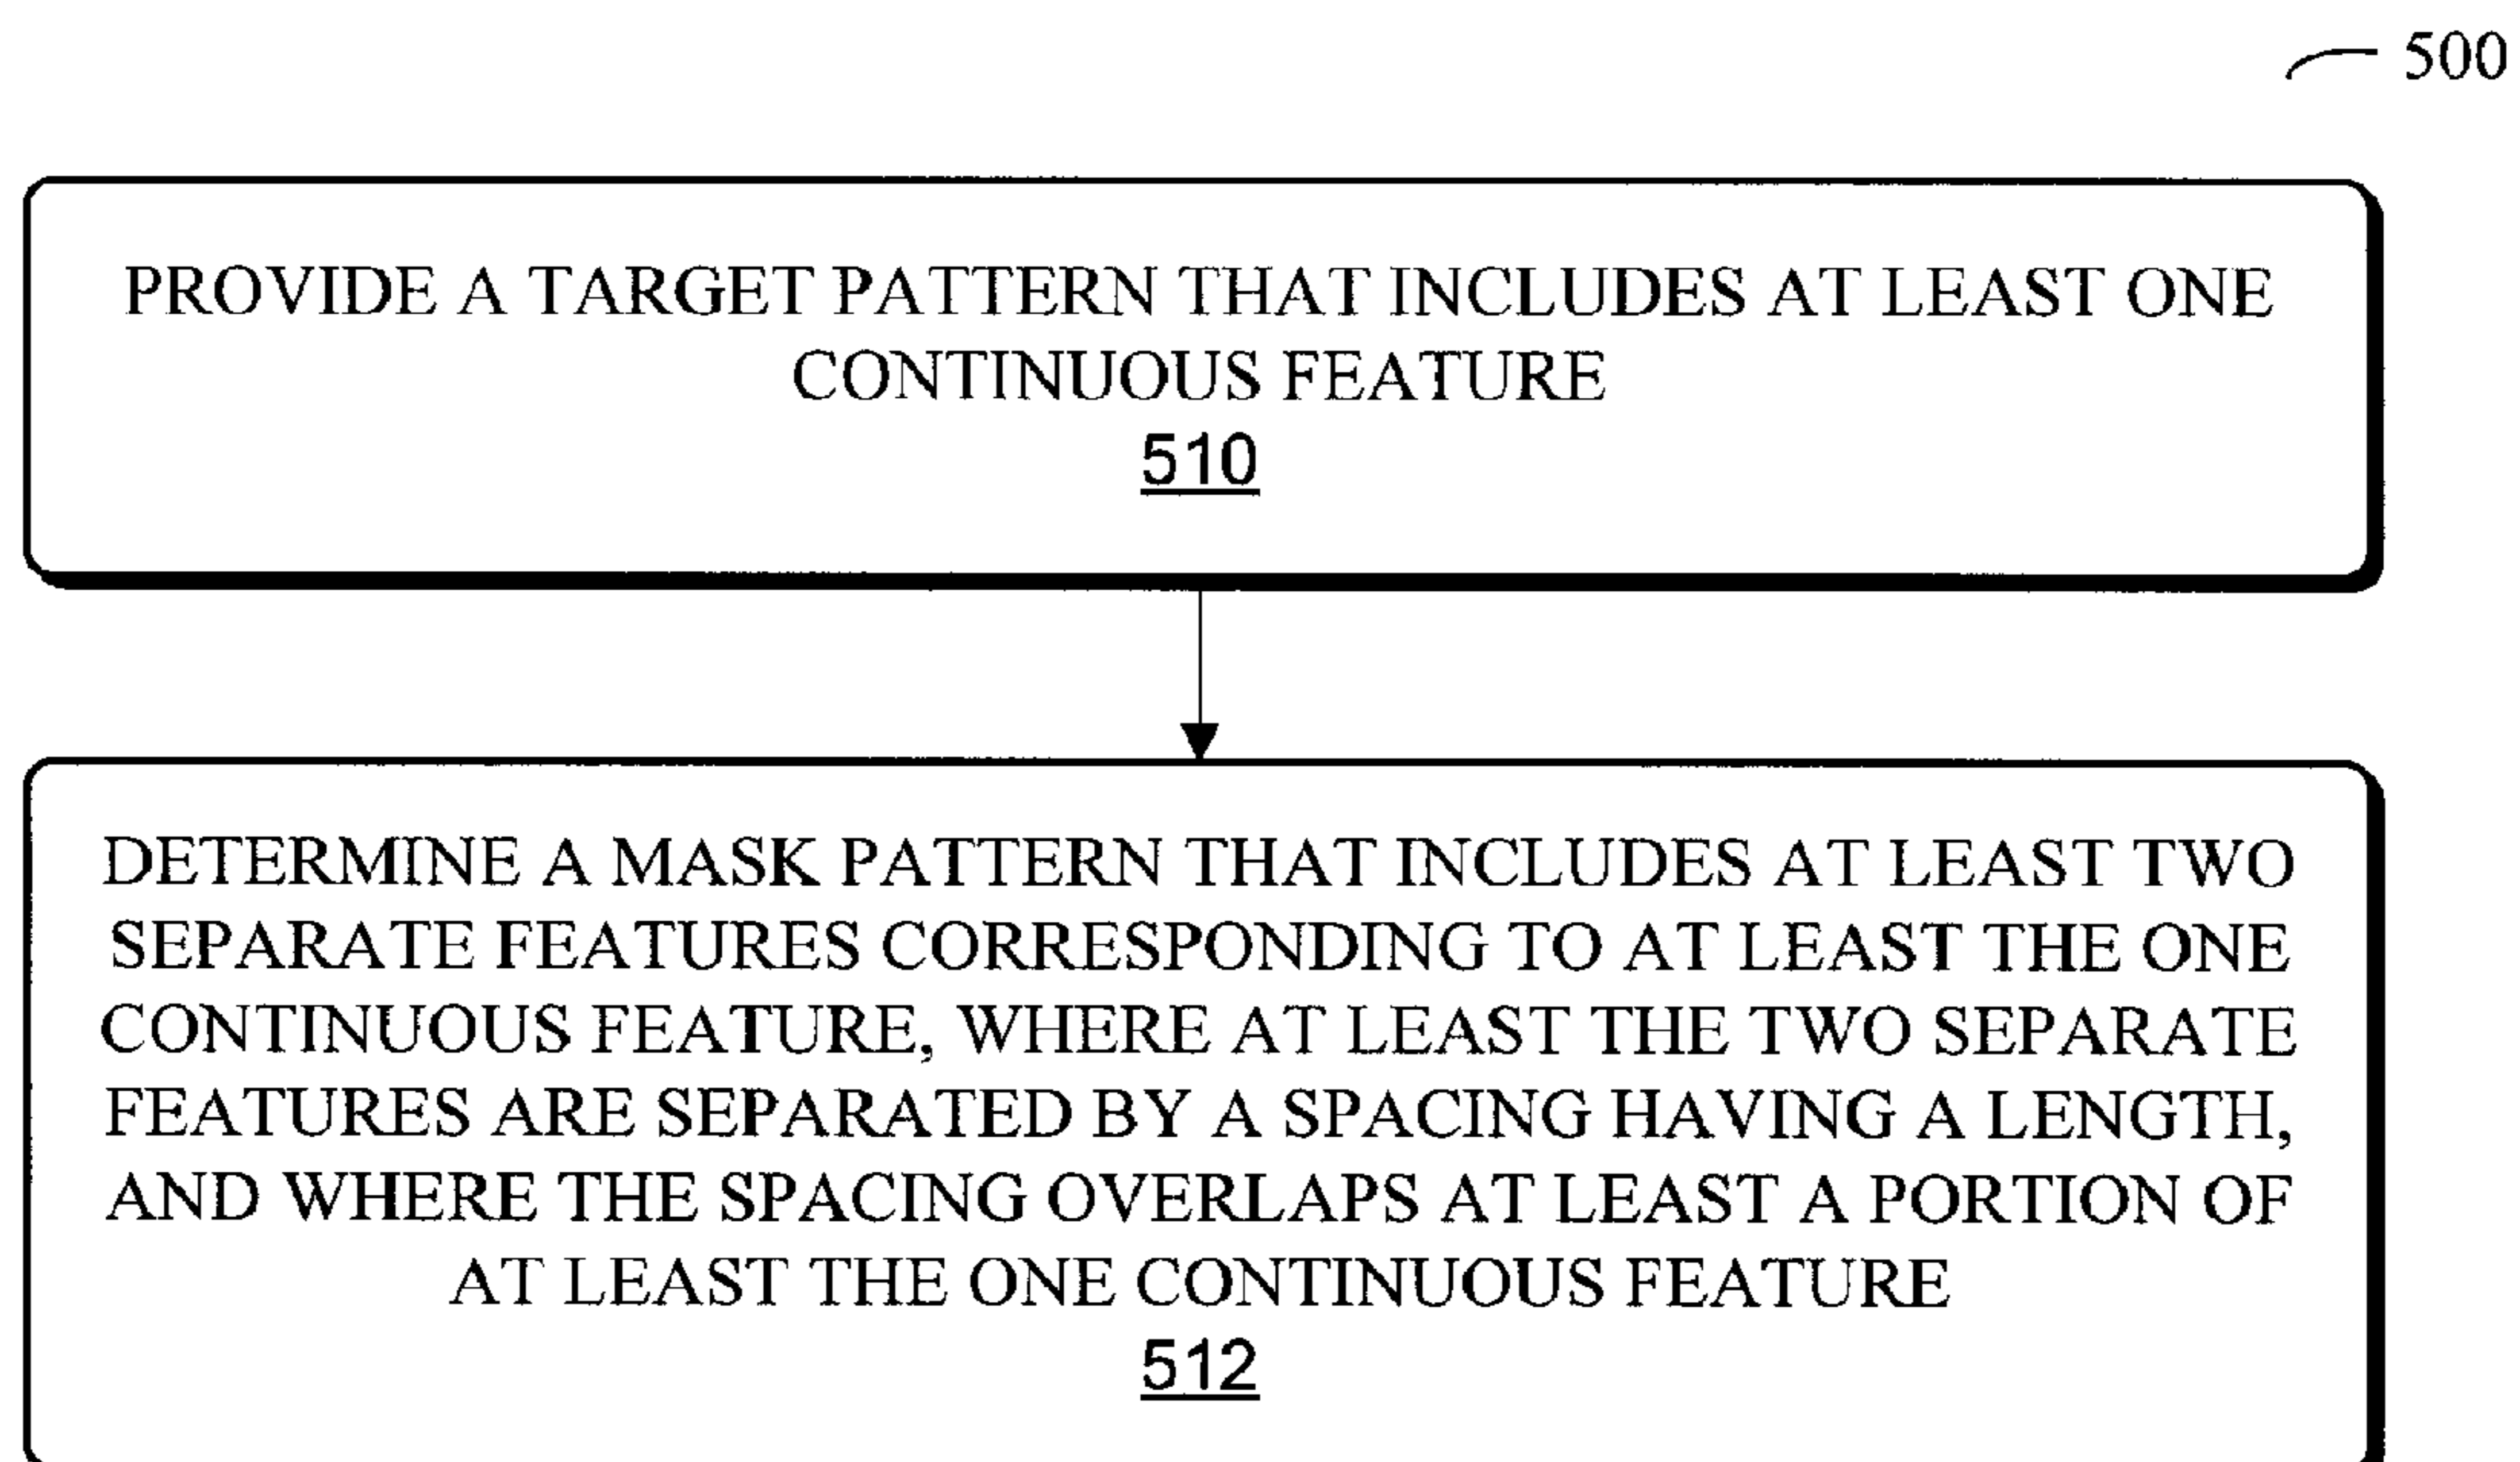 500
PROVIDE A TARGET PATTERN THAT INCLUDES AT LEAST ONE
CONTINUOUS FEATURE
510
DETERMINE A MASK PATTERN THAT INCLUDES AT LEAST TWO
SEPARATE FEATURES CORRESPONDING TO AT LEAST THE ONE
CONTINUOUS FEATURE, WHERE AT LEAST THE TWO SEPARATE
FEATURES ARE SEPARATED BY A SPACING HAVING A LENGTH,
AND WHERE THE SPACING OVERLAPS AT LEAST A PORTION OF
AT LEAST THE ONE CONTINUOUS FEATURE
512